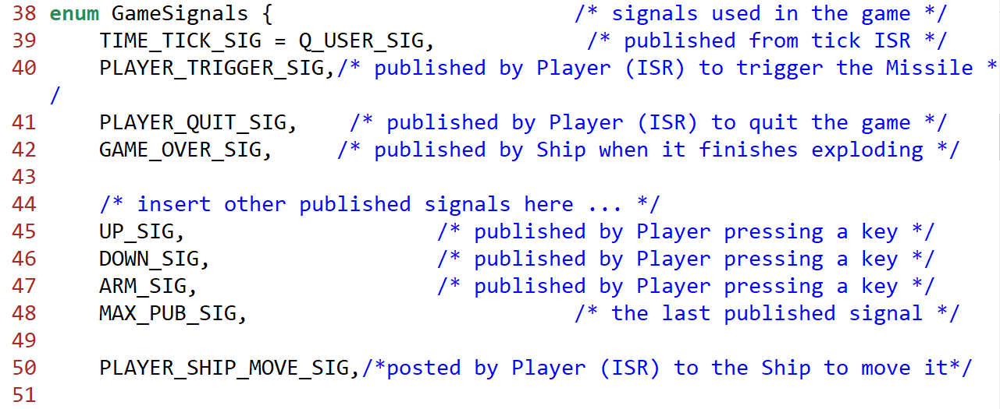 38 enum GameSignals {                        /* signals used in the game */
39     TIME_TICK_SIG = Q_USER_SIG,            /* published from tick ISR */
40     PLAYER_TRIGGER_SIG,/* published by Player (ISR) to trigger the Missile *
/
41     PLAYER_QUIT_SIG,    /* published by Player (ISR) to quit the game */
42     GAME_OVER_SIG,     /* published by Ship when it finishes exploding */
43
44     /* insert other published signals here ... */
45     UP_SIG,                    /* published by Player pressing a key */
46     DOWN_SIG,                  /* published by Player pressing a key */
47     ARM_SIG,                   /* published by Player pressing a key */
48     MAX_PUB_SIG,                          /* the last published signal */
49
50     PLAYER_SHIP_MOVE_SIG,/*posted by Player (ISR) to the Ship to move it*/
51